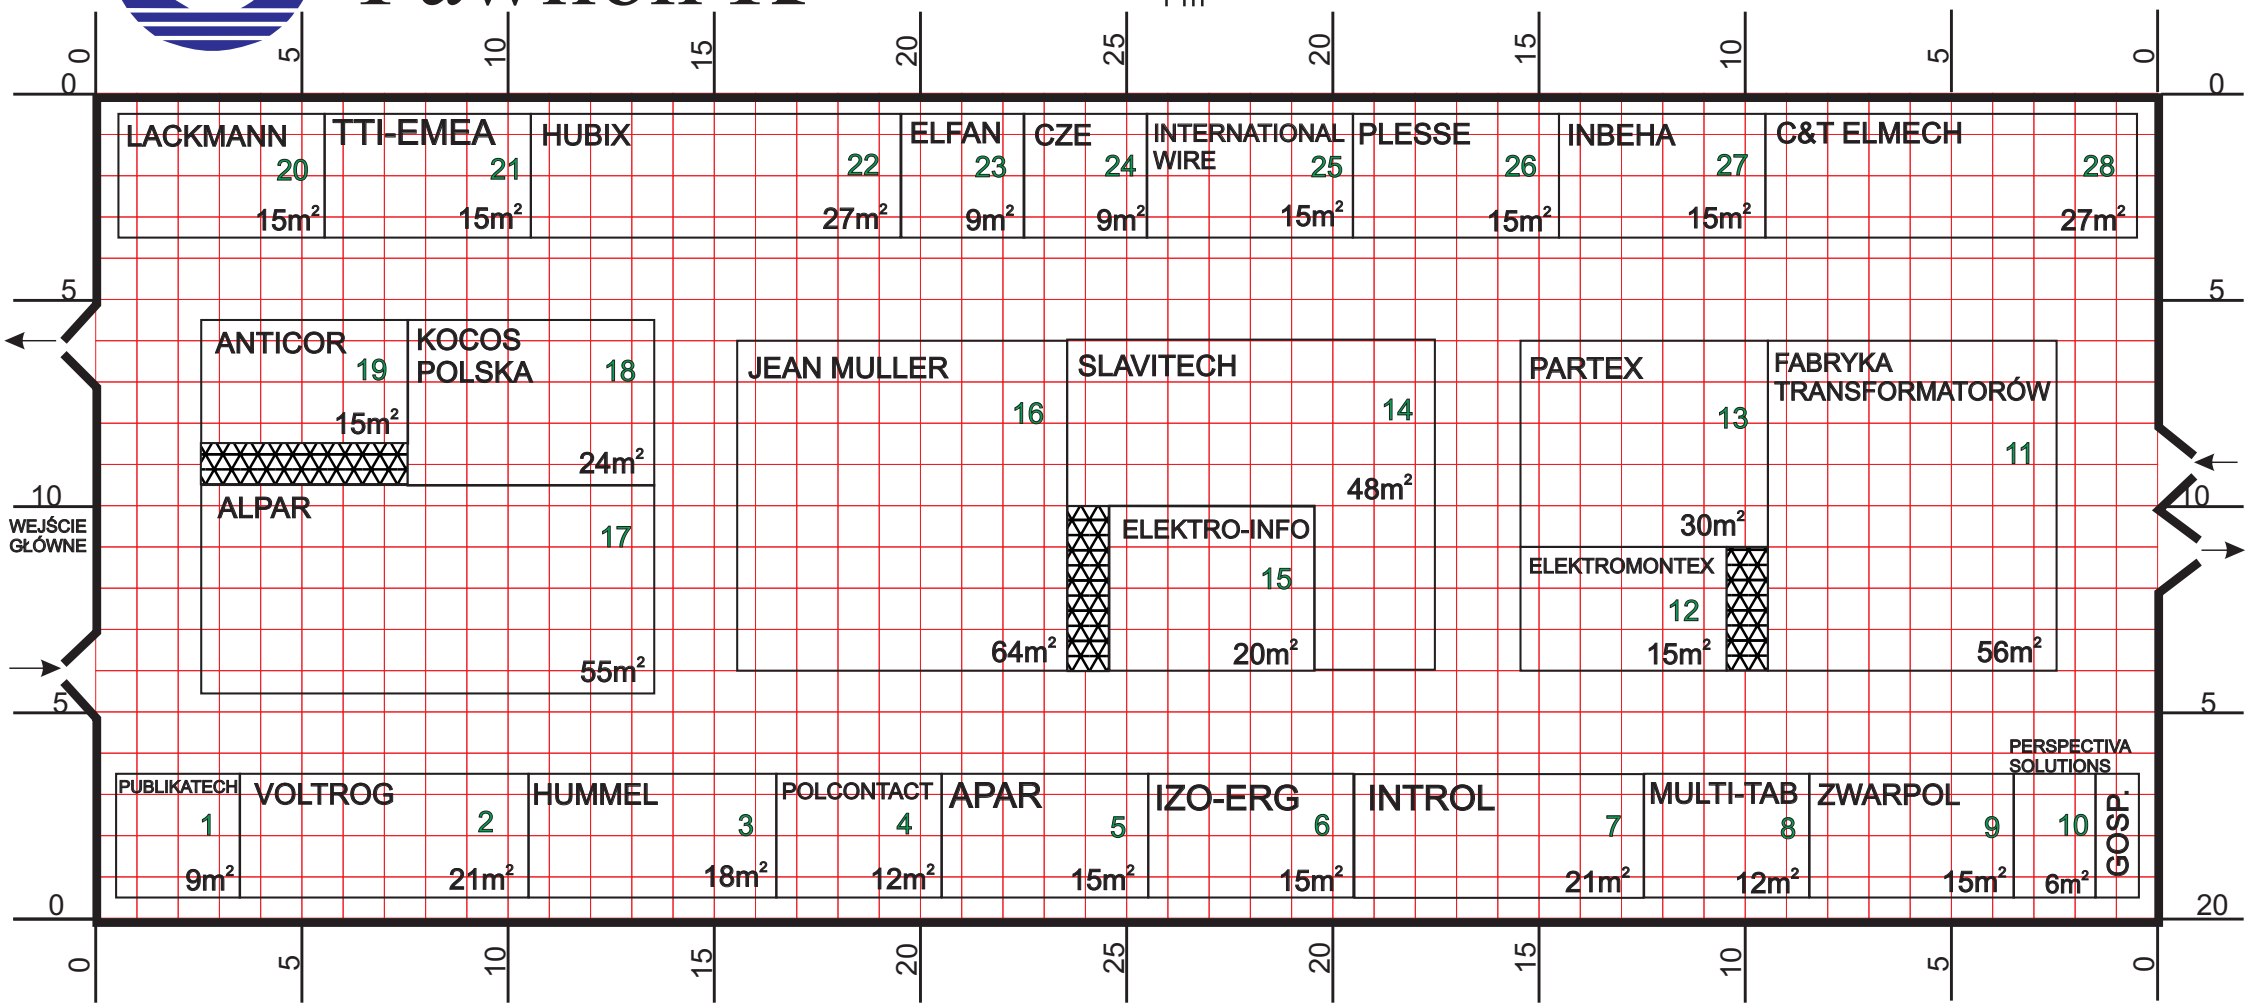 0 5 10 15 20 25 20 15 10 5 0
0 0
LACKMANN
20
15m²
TTI-EMEA
21
15m²
HUBIX
22
27m²
ELFAN
23
9m²
CZE
24
9m²
INTERNATIONAL
WIRE
25
15m²
PLESSE
26
15m²
INBEHA
27
15m²
C&T ELMECH
28
27m²
5 5
ANTICOR
19
15m²
KOCOS
POLSKA
18
24m²
JEAN MULLER
16
64m²
SLAVITECH
14
48m²
PARTEX
13
30m²
FABRYKA
TRANSFORMATORÓW
11
56m²
10 10
WEJŚCIE
GŁÓWNE
ALPAR
17
55m²
ELEKTRO-INFO
15
20m²
ELEKTROMONTEX
12
15m²
5 5
PUBLIKATECH
1
9m²
VOLTROG
2
21m²
HUMMEL
3
18m²
POLCONTACT
4
12m²
APAR
5
15m²
IZO-ERG
6
15m²
INTROL
7
21m²
MULTI-TAB
8
12m²
ZWARPOL
9
15m²
PERSPECTIVA
SOLUTIONS
10
6m²
GOSP.
0 20
0 5 10 15 20 25 20 15 10 5 0